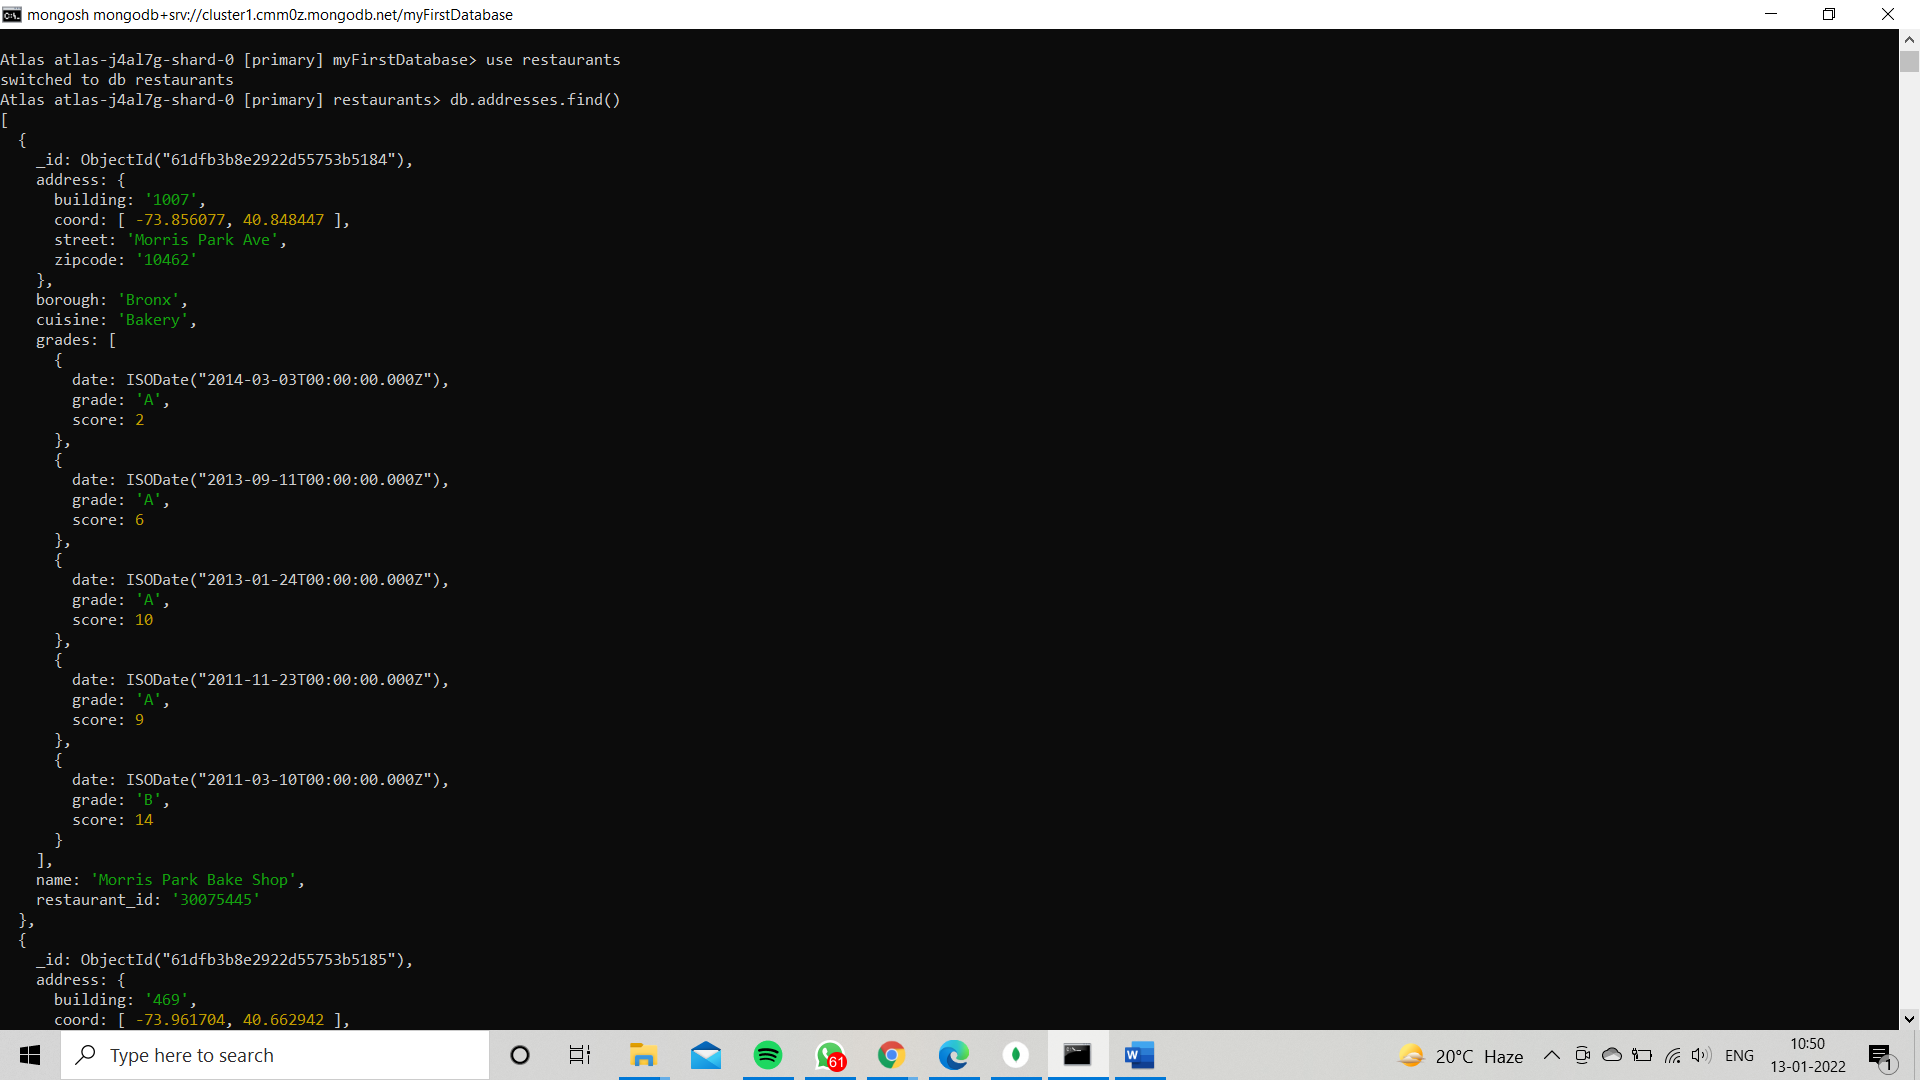 mongosh mongodb+srv://cluster1.cmm0z.mongodb.net/myFirstDatabase
Atlas atlas-j4al7g-shard-0 [primary] myFirstDatabase> use restaurants
switched to db restaurants
Atlas atlas-j4al7g-shard-0 [primary] restaurants> db.addresses.find()
[
  {
    _id: ObjectId("61dfb3b8e2922d55753b5184"),
    address: {
      building: '1007',
      coord: [ -73.856077, 40.848447 ],
      street: 'Morris Park Ave',
      zipcode: '10462'
    },
    borough: 'Bronx',
    cuisine: 'Bakery',
    grades: [
      {
        date: ISODate("2014-03-03T00:00:00.000Z"),
        grade: 'A',
        score: 2
      },
      {
        date: ISODate("2013-09-11T00:00:00.000Z"),
        grade: 'A',
        score: 6
      },
      {
        date: ISODate("2013-01-24T00:00:00.000Z"),
        grade: 'A',
        score: 10
      },
      {
        date: ISODate("2011-11-23T00:00:00.000Z"),
        grade: 'A',
        score: 9
      },
      {
        date: ISODate("2011-03-10T00:00:00.000Z"),
        grade: 'B',
        score: 14
      }
    ],
    name: 'Morris Park Bake Shop',
    restaurant_id: '30075445'
  },
  {
    _id: ObjectId("61dfb3b8e2922d55753b5185"),
    address: {
      building: '469',
      coord: [ -73.961704, 40.662942 ],
Type here to search
61
20°C Haze
ENG
10:50
13-01-2022
1